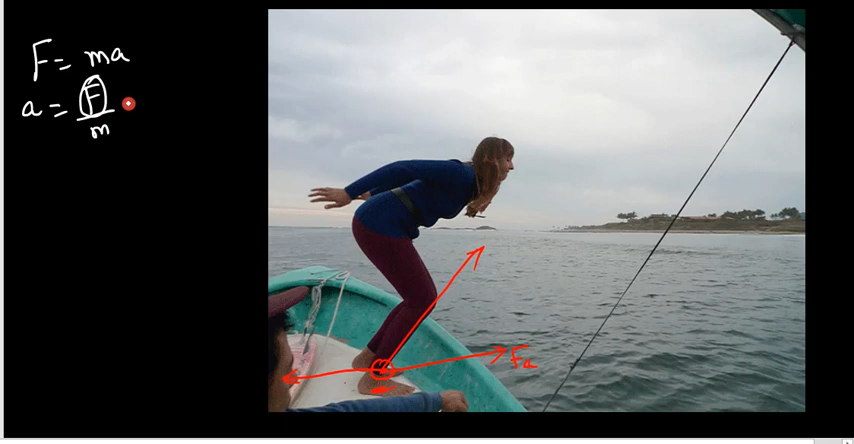 F = ma
a = F/m
Fa